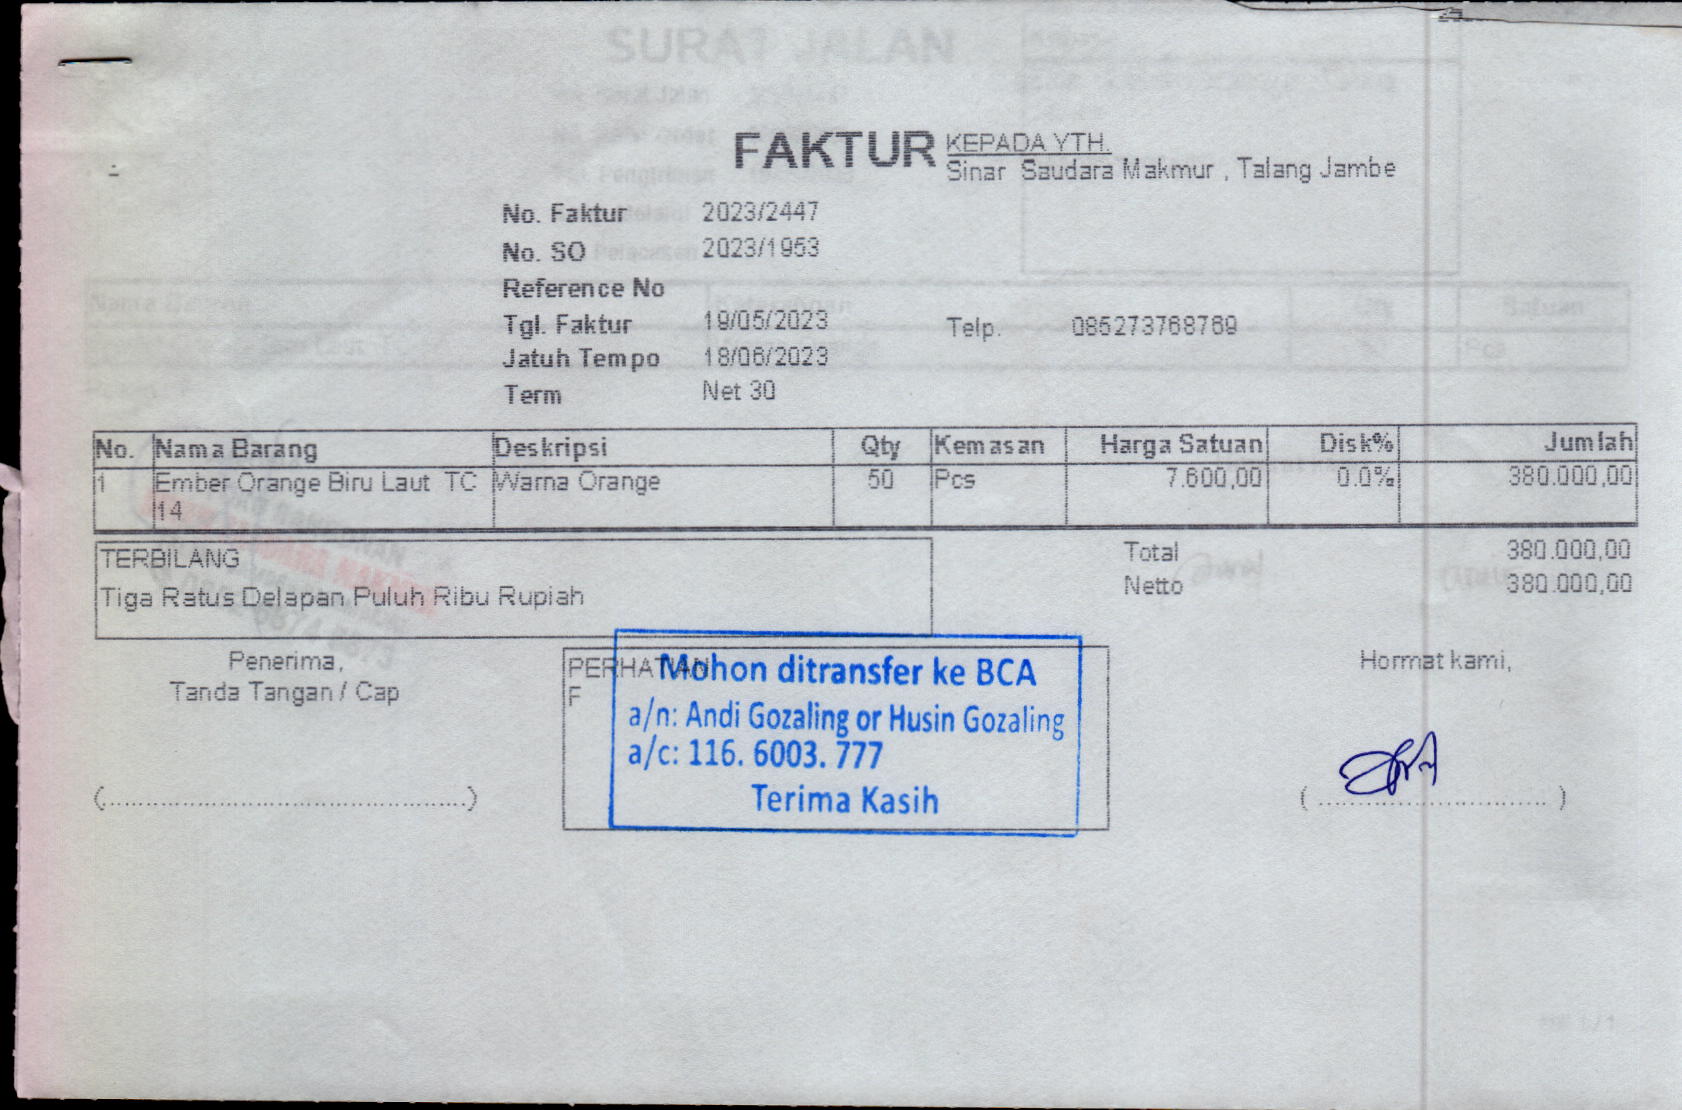 FAKTUR
KEPADA YTH.
Sinar Saudara Makmur , Talang Jambe
No. Faktur 2023/2447
No. SO 2023/1953
Reference No
Tgl. Faktur 19/05/2023
Telp. 085273768769
Jatuh Tempo 18/06/2023
Term Net 30
No. Nama Barang Deskripsi Qty Kemasan Harga Satuan Disk% Jumlah
1 Ember Orange Biru Laut TC Warna Orange 50 Pcs 7.600,00 0.0% 380.000,00
14
TERBILANG
Tiga Ratus Delapan Puluh Ribu Rupiah
Total 380.000,00
Netto 380.000,00
Penerima,
Tanda Tangan / Cap
PERHATIAN
F
Mohon ditransfer ke BCA
a/n: Andi Gozaling or Husin Gozaling
a/c: 116. 6003. 777
Terima Kasih
Hormat kami,
SURAT JALAN